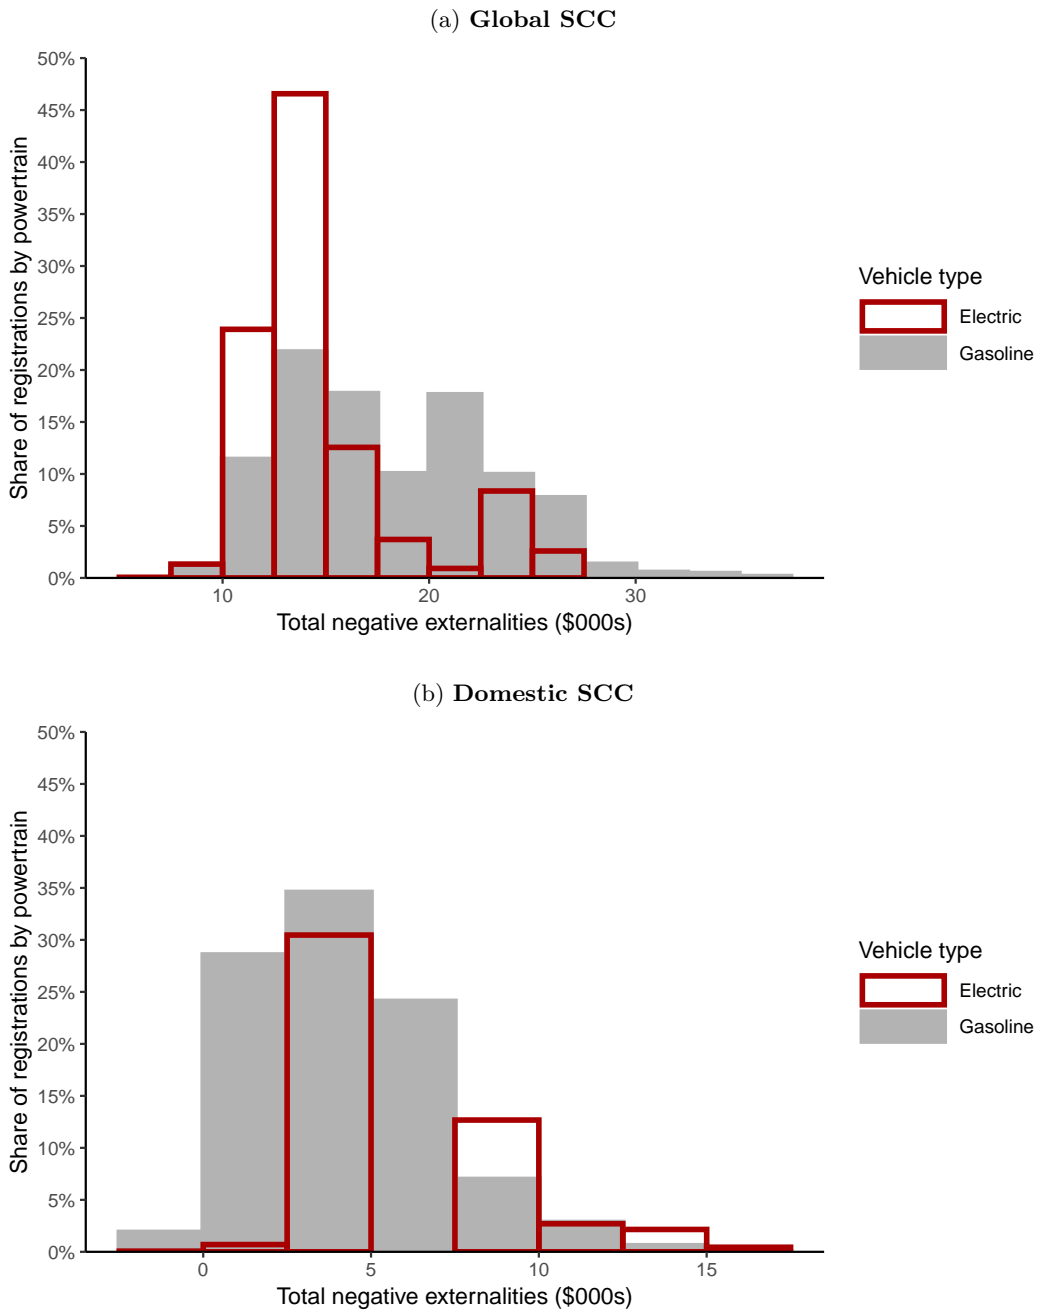 (a) Global SCC
50%
45%
40%
35%
30%
25%
20%
15%
10%
5%
0%
Share of registrations by powertrain
10 20 30
Total negative externalities ($000s)
Vehicle type
Electric
Gasoline
(b) Domestic SCC
50%
45%
40%
35%
30%
25%
20%
15%
10%
5%
0%
Share of registrations by powertrain
0 5 10 15
Total negative externalities ($000s)
Vehicle type
Electric
Gasoline